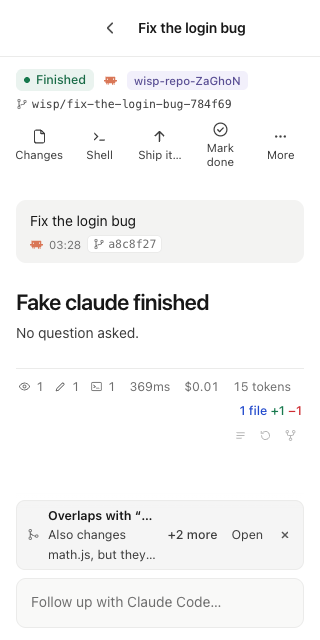 Fix the login bug
Finished
wisp-repo-ZaGhoN
wisp/fix-the-login-bug-784f69
Changes
Shell
Ship it...
Mark
done
More
Fix the login bug
03:28
a8c8f27
Fake claude finished
No question asked.
1 1 1 369ms $0.01 15 tokens
1 file +1 −1
Overlaps with “...
Also changes
math.js, but they...
+2 more
Open
×
Follow up with Claude Code...